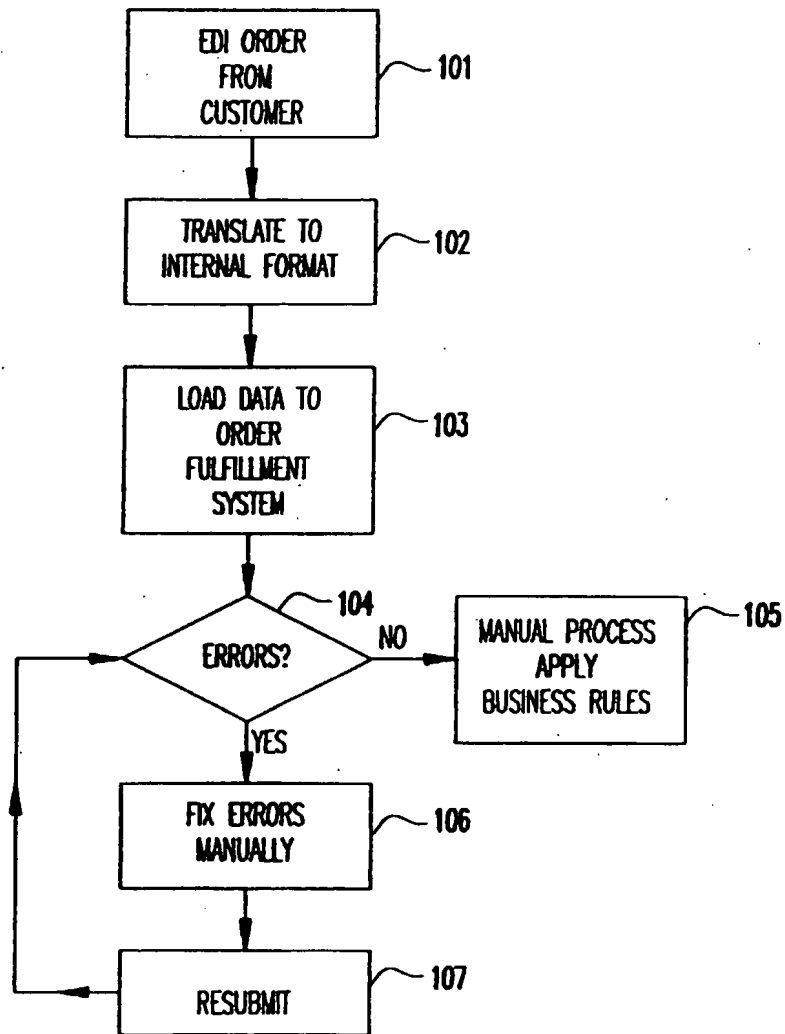 EDI ORDER
FROM
CUSTOMER
101
TRANSLATE TO
INTERNAL FORMAT
102
LOAD DATA TO
ORDER
FULFILLMENT
SYSTEM
103
104
ERRORS?
NO
MANUAL PROCESS
APPLY
BUSINESS RULES
105
YES
FIX ERRORS
MANUALLY
106
RESUBMIT
107